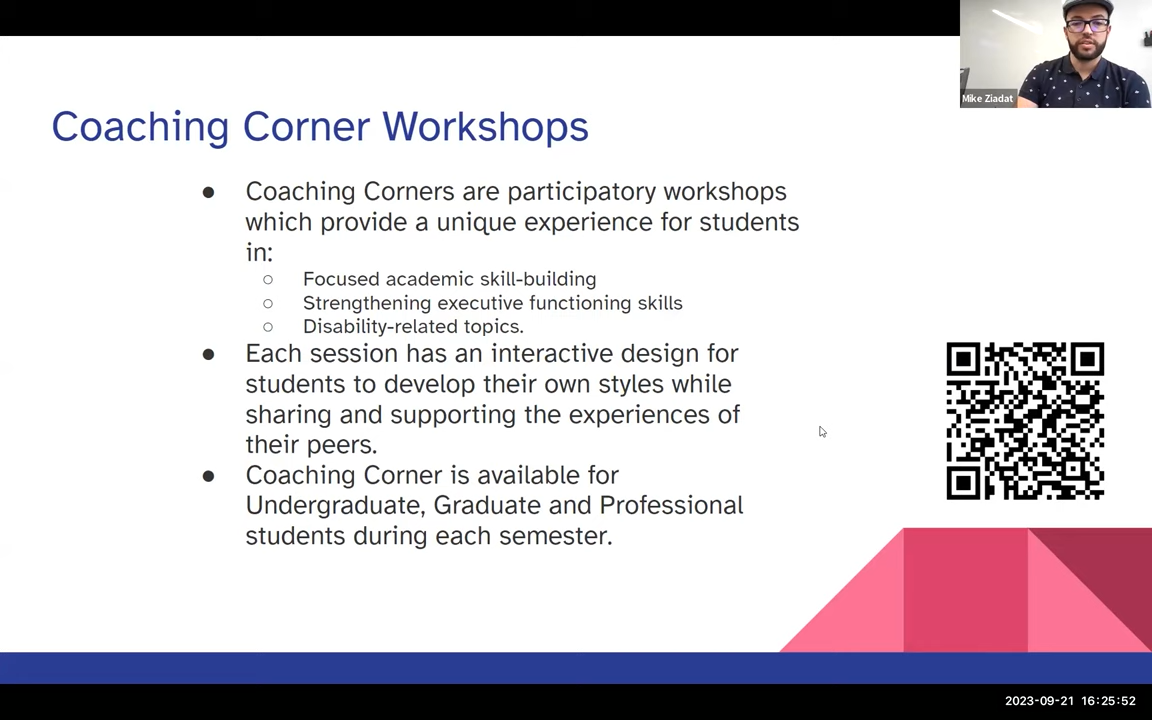 Mike Ziadat
Coaching Corner Workshops
● Coaching Corners are participatory workshops
which provide a unique experience for students
in:
○ Focused academic skill-building
○ Strengthening executive functioning skills
○ Disability-related topics.
● Each session has an interactive design for
students to develop their own styles while
sharing and supporting the experiences of
their peers.
● Coaching Corner is available for
Undergraduate, Graduate and Professional
students during each semester.
2023-09-21 16:25:52